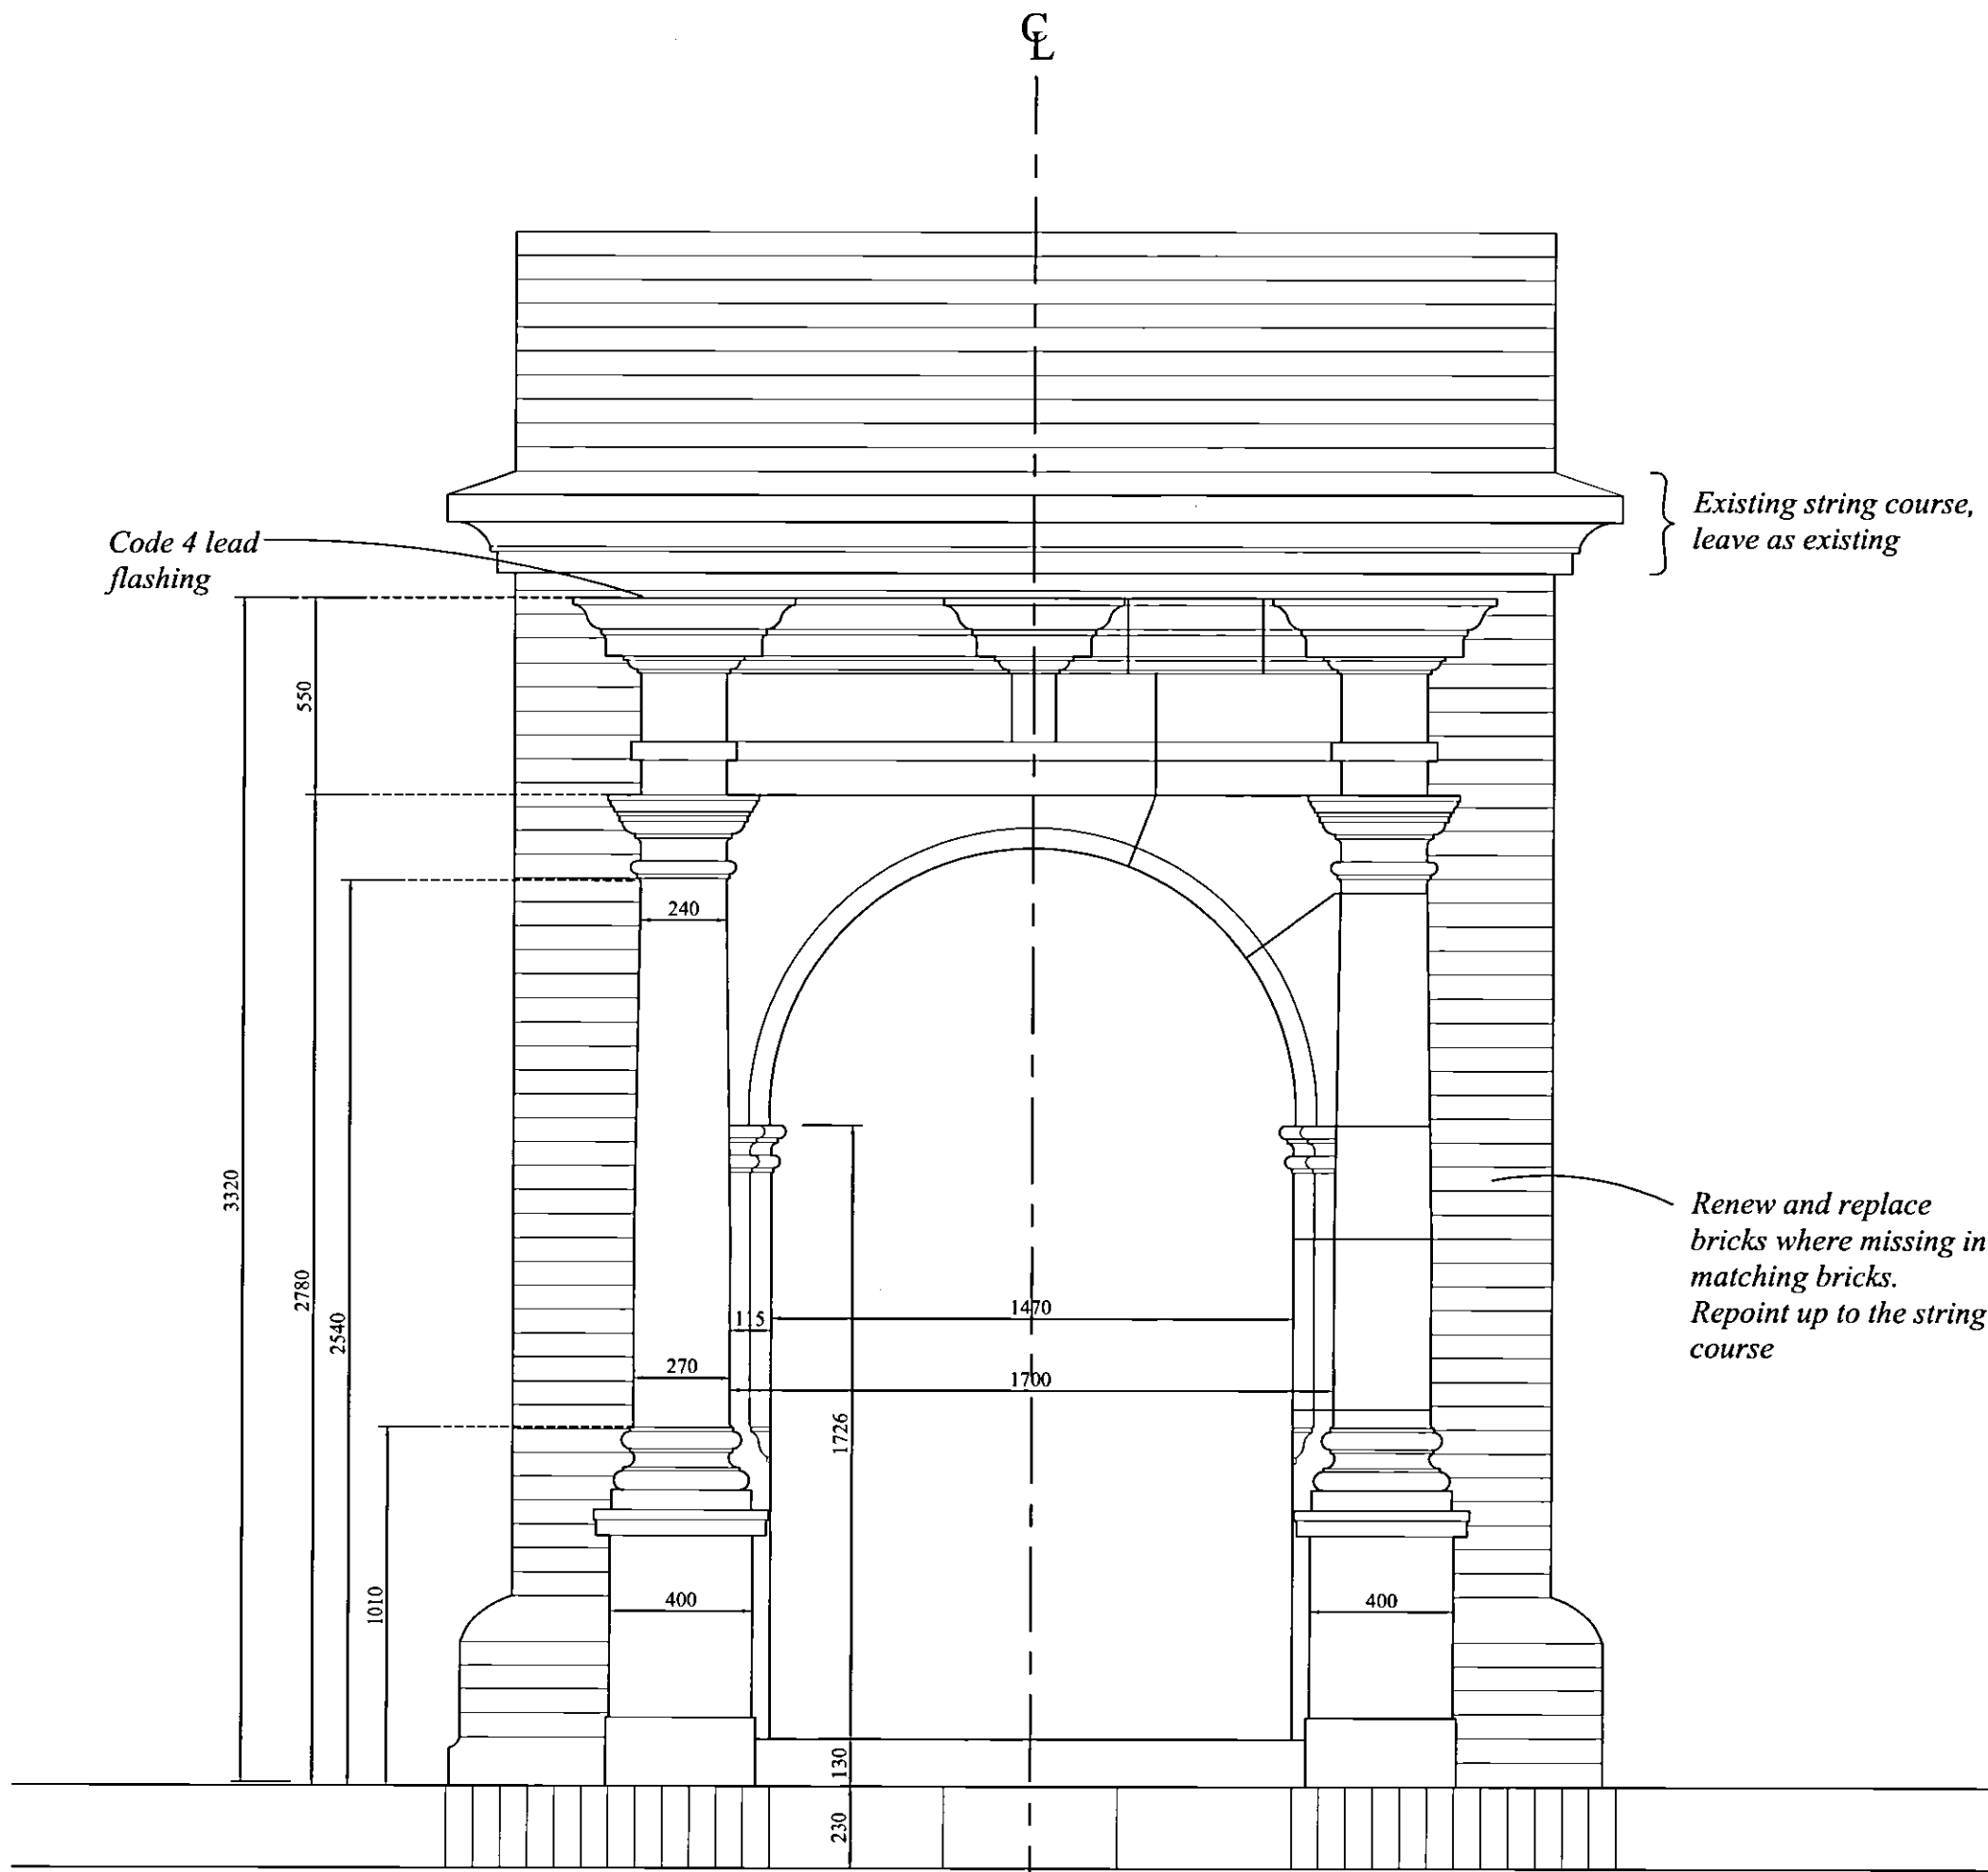 CL
Existing string course,
leave as existing
Code 4 lead
flashing
550
240
3320
2780
2540
Renew and replace
bricks where missing in
matching bricks.
Repoint up to the string
course
1470
115
270
1700
1726
1010
400
400
130
230